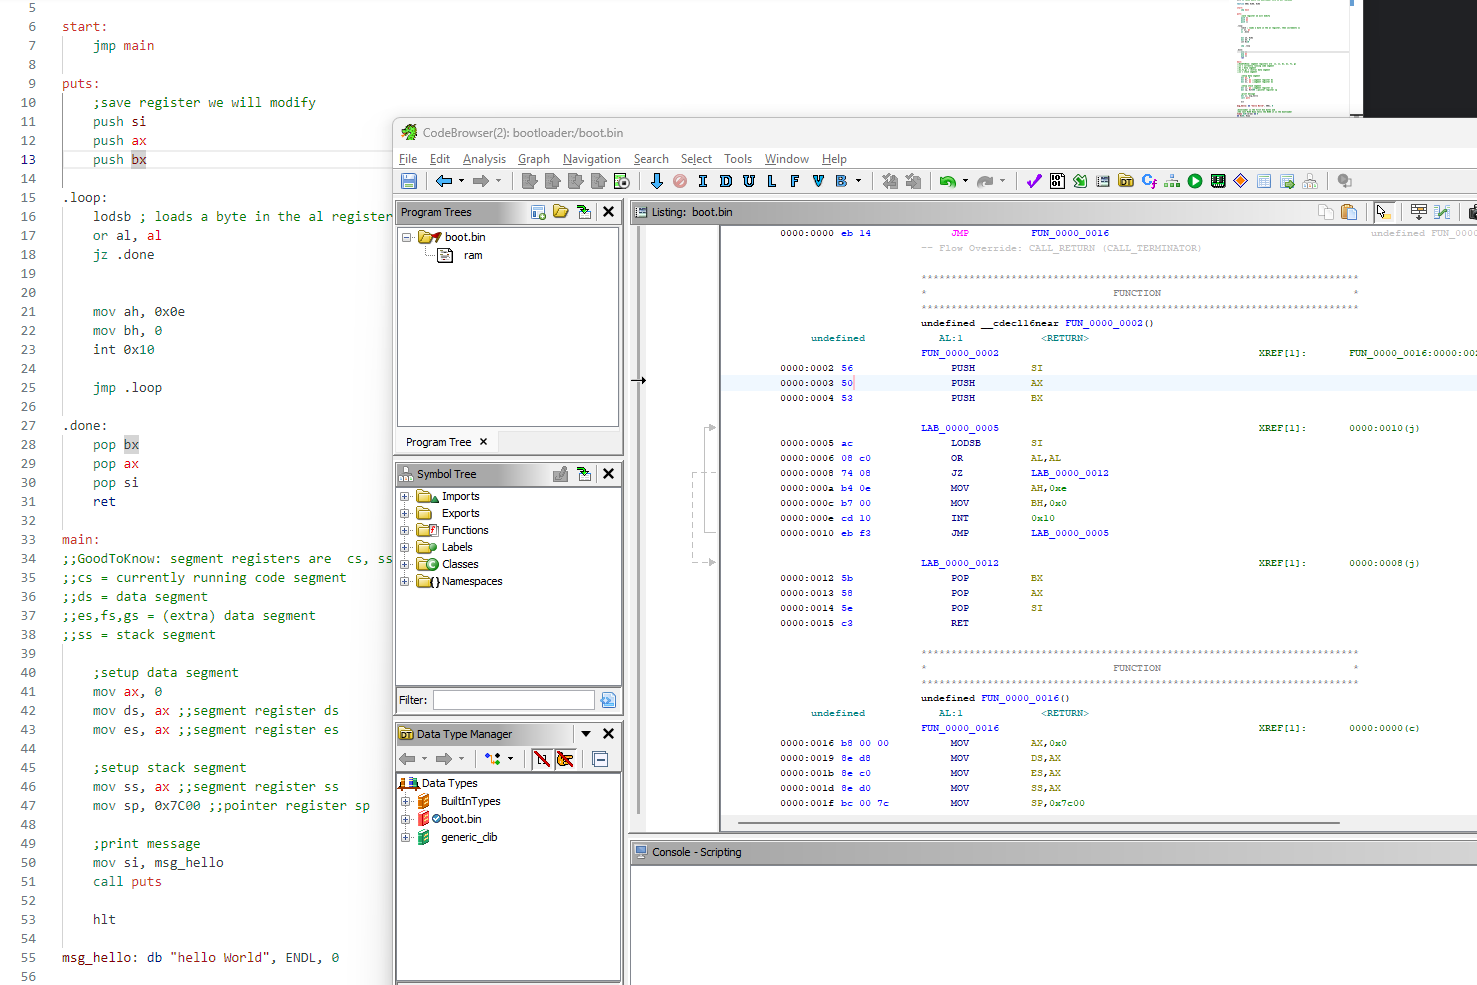 5
6 start:
7 jmp main
8
9 puts:
10 ;save register we will modify
11 push si
12 push ax
13 push bx
14
15 .loop:
16 lodsb ; loads a byte in the al register
17 or al, al
18 jz .done
19
20
21 mov ah, 0x0e
22 mov bh, 0
23 int 0x10
24
25 jmp .loop
26
27 .done:
28 pop bx
29 pop ax
30 pop si
31 ret
32
33 main:
34 ;;GoodToKnow: segment registers are cs, ss
35 ;;cs = currently running code segment
36 ;;ds = data segment
37 ;;es,fs,gs = (extra) data segment
38 ;;ss = stack segment
39
40 ;setup data segment
41 mov ax, 0
42 mov ds, ax ;;segment register ds
43 mov es, ax ;;segment register es
44
45 ;setup stack segment
46 mov ss, ax ;;segment register ss
47 mov sp, 0x7C00 ;;pointer register sp
48
49 ;print message
50 mov si, msg_hello
51 call puts
52
53 hlt
54
55 msg_hello: db "hello World", ENDL, 0
56
CodeBrowser(2): bootloader:/boot.bin
File Edit Analysis Graph Navigation Search Select Tools Window Help
I D U L F V B
Program Trees
boot.bin
ram
Program Tree
Symbol Tree
Imports
Exports
Functions
Labels
Classes
Namespaces
Filter:
Data Type Manager
Data Types
BuiltInTypes
boot.bin
generic_clib
Listing: boot.bin
0000:0000 eb 14 JMP FUN_0000_0016 undefined FUN_000
-- Flow Override: CALL_RETURN (CALL_TERMINATOR)
* FUNCTION *
undefined __cdecl16near FUN_0000_0002()
undefined AL:1 <RETURN>
FUN_0000_0002 XREF[1]: FUN_0000_0016:0000:00
0000:0002 56 PUSH SI
0000:0003 50 PUSH AX
0000:0004 53 PUSH BX
LAB_0000_0005 XREF[1]: 0000:0010(j)
0000:0005 ac LODSB SI
0000:0006 08 c0 OR AL,AL
0000:0008 74 08 JZ LAB_0000_0012
0000:000a b4 0e MOV AH,0xe
0000:000c b7 00 MOV BH,0x0
0000:000e cd 10 INT 0x10
0000:0010 eb f3 JMP LAB_0000_0005
LAB_0000_0012 XREF[1]: 0000:0008(j)
0000:0012 5b POP BX
0000:0013 58 POP AX
0000:0014 5e POP SI
0000:0015 c3 RET
* FUNCTION *
undefined FUN_0000_0016()
undefined AL:1 <RETURN>
FUN_0000_0016 XREF[1]: 0000:0000(c)
0000:0016 b8 00 00 MOV AX,0x0
0000:0019 8e d8 MOV DS,AX
0000:001b 8e c0 MOV ES,AX
0000:001d 8e d0 MOV SS,AX
0000:001f bc 00 7c MOV SP,0x7c00
Console - Scripting